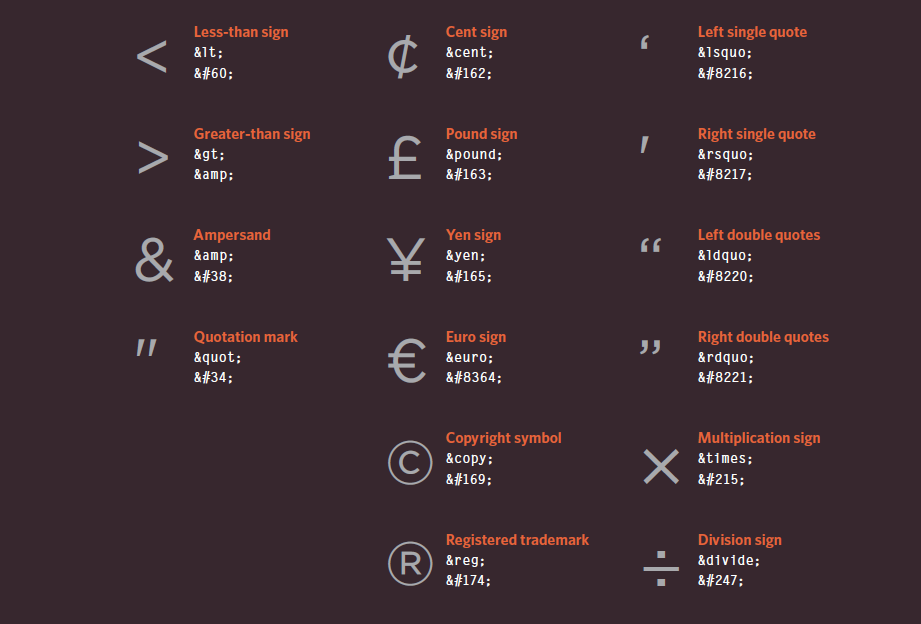 <
Less-than sign
&lt;
&#60;
>
Greater-than sign
&gt;
&amp;
&
Ampersand
&amp;
&#38;
"
Quotation mark
&quot;
&#34;
¢
Cent sign
&cent;
&#162;
£
Pound sign
&pound;
&#163;
¥
Yen sign
&yen;
&#165;
€
Euro sign
&euro;
&#8364;
©
Copyright symbol
&copy;
&#169;
®
Registered trademark
&reg;
&#174;
‘
Left single quote
&lsquo;
&#8216;
'
Right single quote
&rsquo;
&#8217;
“
Left double quotes
&ldquo;
&#8220;
”
Right double quotes
&rdquo;
&#8221;
×
Multiplication sign
&times;
&#215;
÷
Division sign
&divide;
&#247;